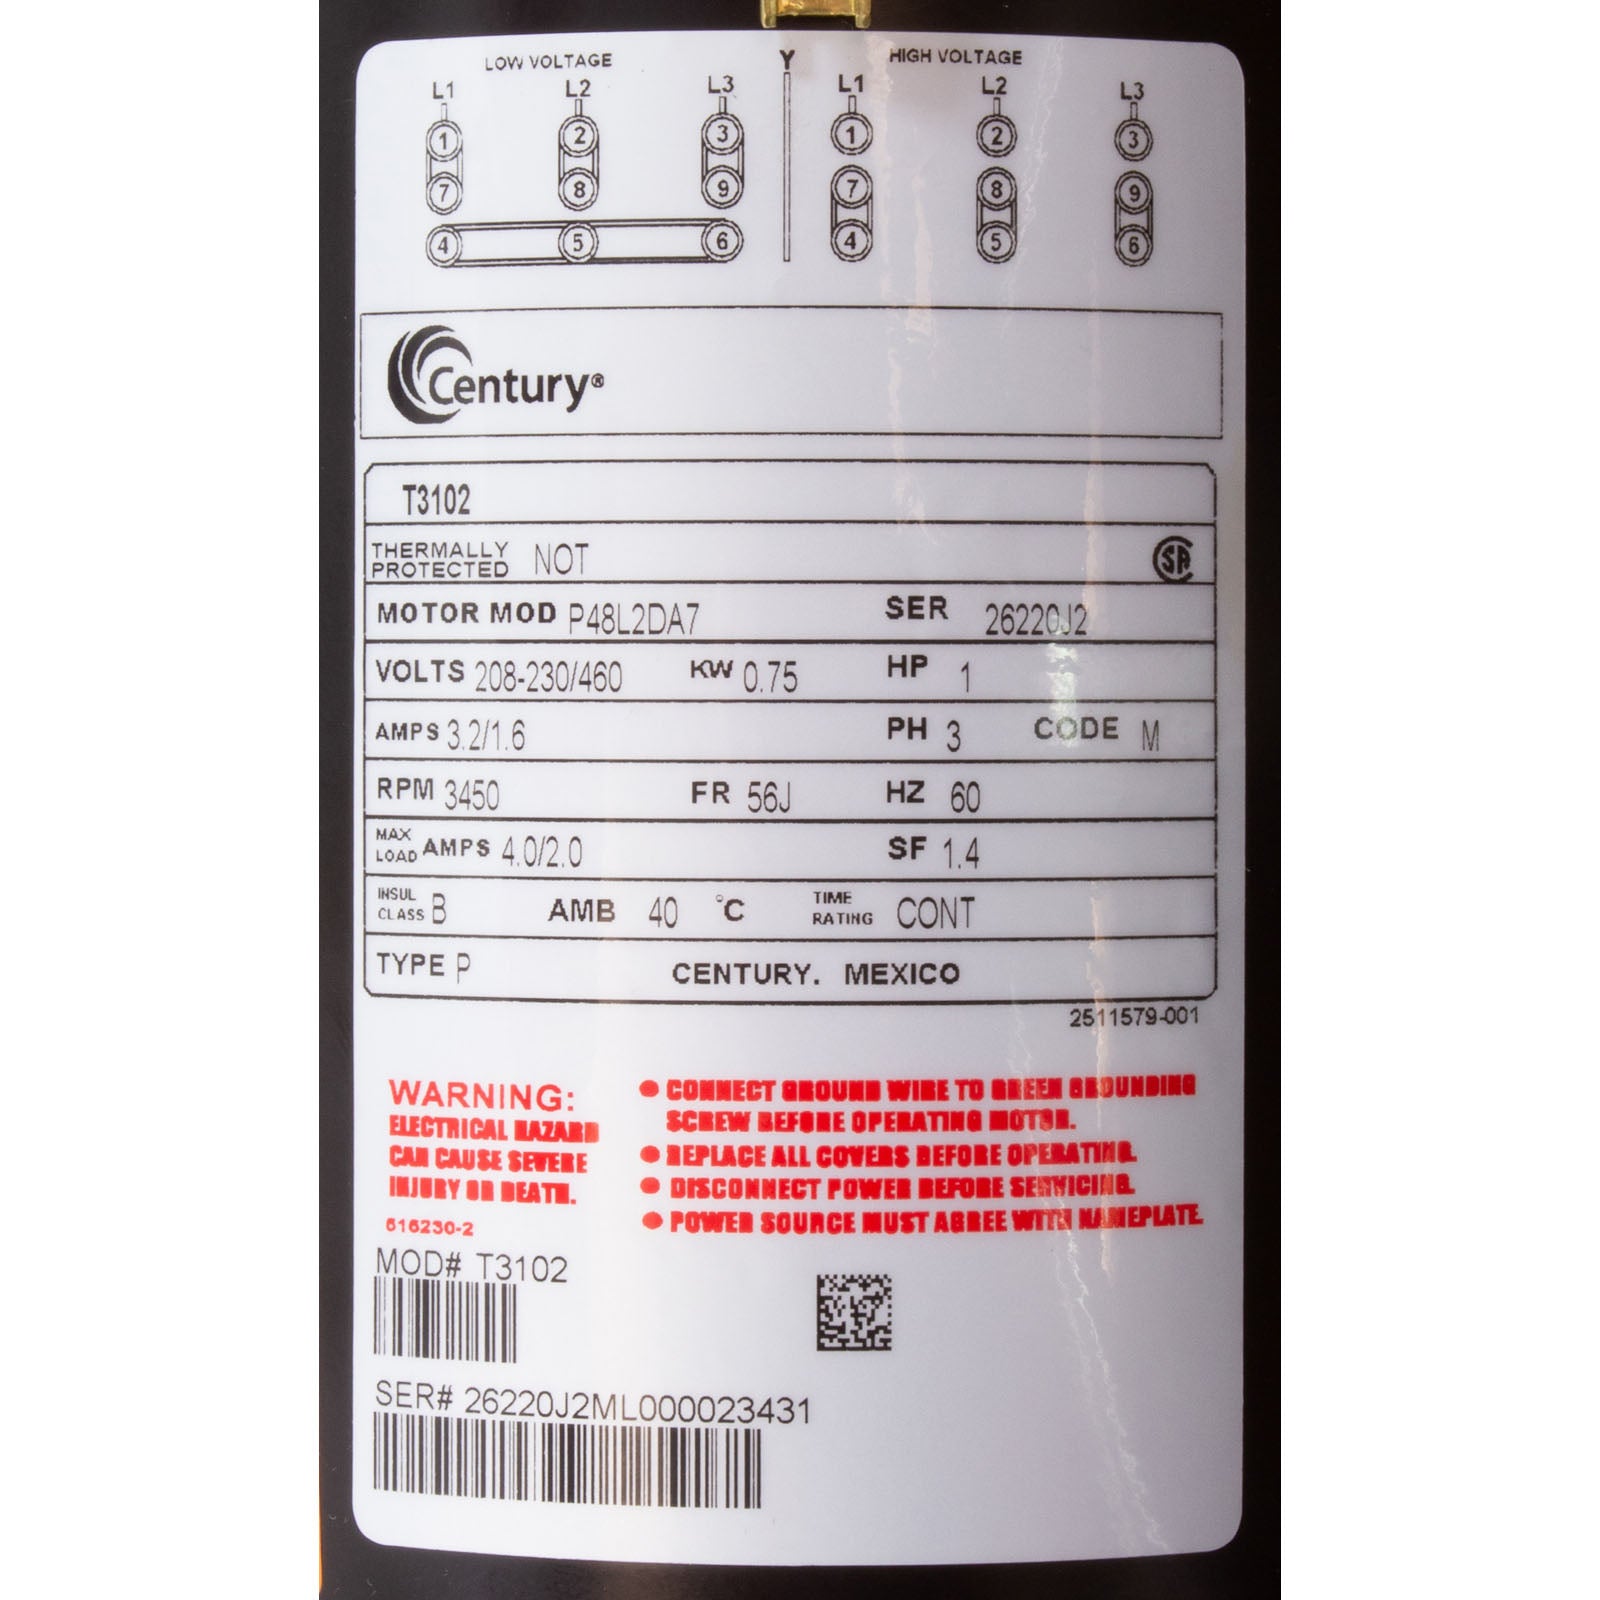 LOW VOLTAGE Y HIGH VOLTAGE
L1 L2 L3 L1 L2 L3
1 2 3 1 2 3
7 8 9 7 8 9
4 5 6 4 5 6
Century®
T3102
THERMALLY PROTECTED NOT SA
MOTOR MOD P48L2DA7 SER 26220J2
VOLTS 208-230/460 KW 0.75 HP 1
AMPS 3.2/1.6 PH 3 CODE M
RPM 3450 FR 56J HZ 60
MAX LOAD AMPS 4.0/2.0 SF 1.4
INSUL CLASS B AMB 40 °C TIME RATING CONT
TYPE P CENTURY. MEXICO
2511579-001
WARNING:
ELECTRICAL HAZARD
CAN CAUSE SEVERE
INJURY OR DEATH.
616230-2
● CONNECT GROUND WIRE TO GREEN GROUNDING
SCREW BEFORE OPERATING MOTOR.
● REPLACE ALL COVERS BEFORE OPERATING.
● DISCONNECT POWER BEFORE SERVICING.
● POWER SOURCE MUST AGREE WITH NAMEPLATE.
MOD# T3102
SER# 26220J2ML000023431